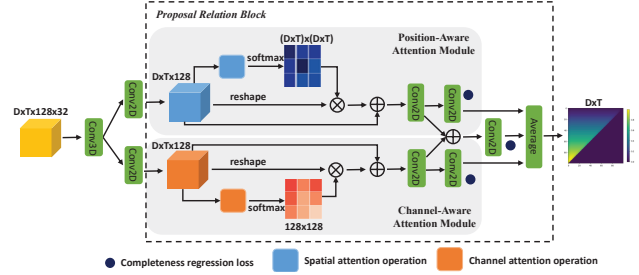 Proposal Relation Block
(DxT)x(DxT)
Position-Aware
Attention Module
softmax
DxTx128
reshape
Conv2D
Conv2D
Conv2D
DxTx128x32
Conv3D
Conv2D
Average
DxT
DxTx128
Conv2D
reshape
Conv2D
Conv2D
softmax
128x128
Channel-Aware
Attention Module
Completeness regression loss
Spatial attention operation
Channel attention operation